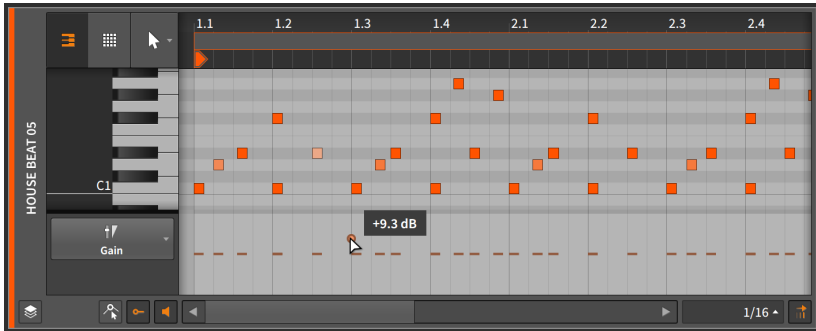 1.1 1.2 1.3 1.4 2.1 2.2 2.3 2.4
HOUSE BEAT 05
C1
+9.3 dB
Gain
1/16